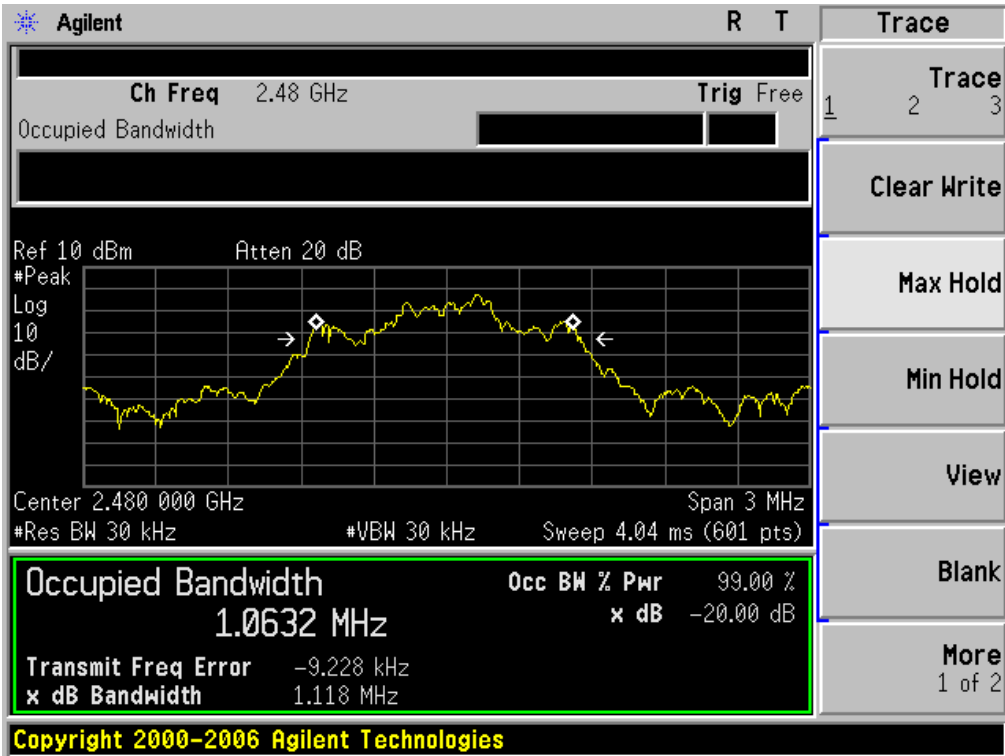 Agilent R T Trace
Ch Freq 2.48 GHz Trig Free
Occupied Bandwidth
Trace
1 2 3
Clear Write
Max Hold
Min Hold
View
Blank
More
1 of 2
Ref 10 dBm Atten 20 dB
#Peak
Log
10
dB/
Center 2.480 000 GHz Span 3 MHz
#Res BW 30 kHz #VBW 30 kHz Sweep 4.04 ms (601 pts)
Occupied Bandwidth Occ BW % Pwr 99.00 %
1.0632 MHz x dB -20.00 dB
Transmit Freq Error -9.228 kHz
x dB Bandwidth 1.118 MHz
Copyright 2000-2006 Agilent Technologies